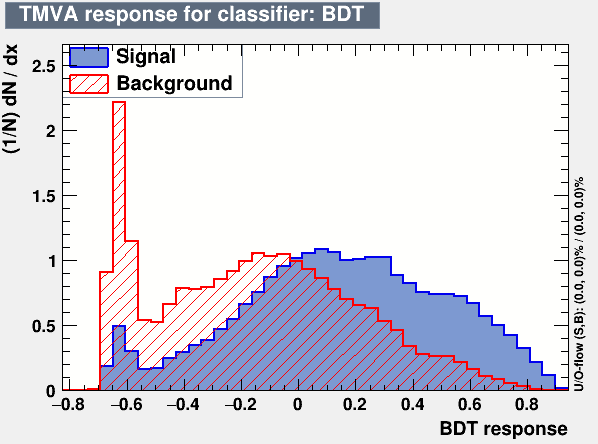 TMVA response for classifier: BDT
Signal
Background
(1/N) dN / dx
2.5
2
1.5
1
0.5
0
−0.8 −0.6 −0.4 −0.2 0 0.2 0.4 0.6 0.8
BDT response
U/O-flow (S,B): (0.0, 0.0)% / (0.0, 0.0)%